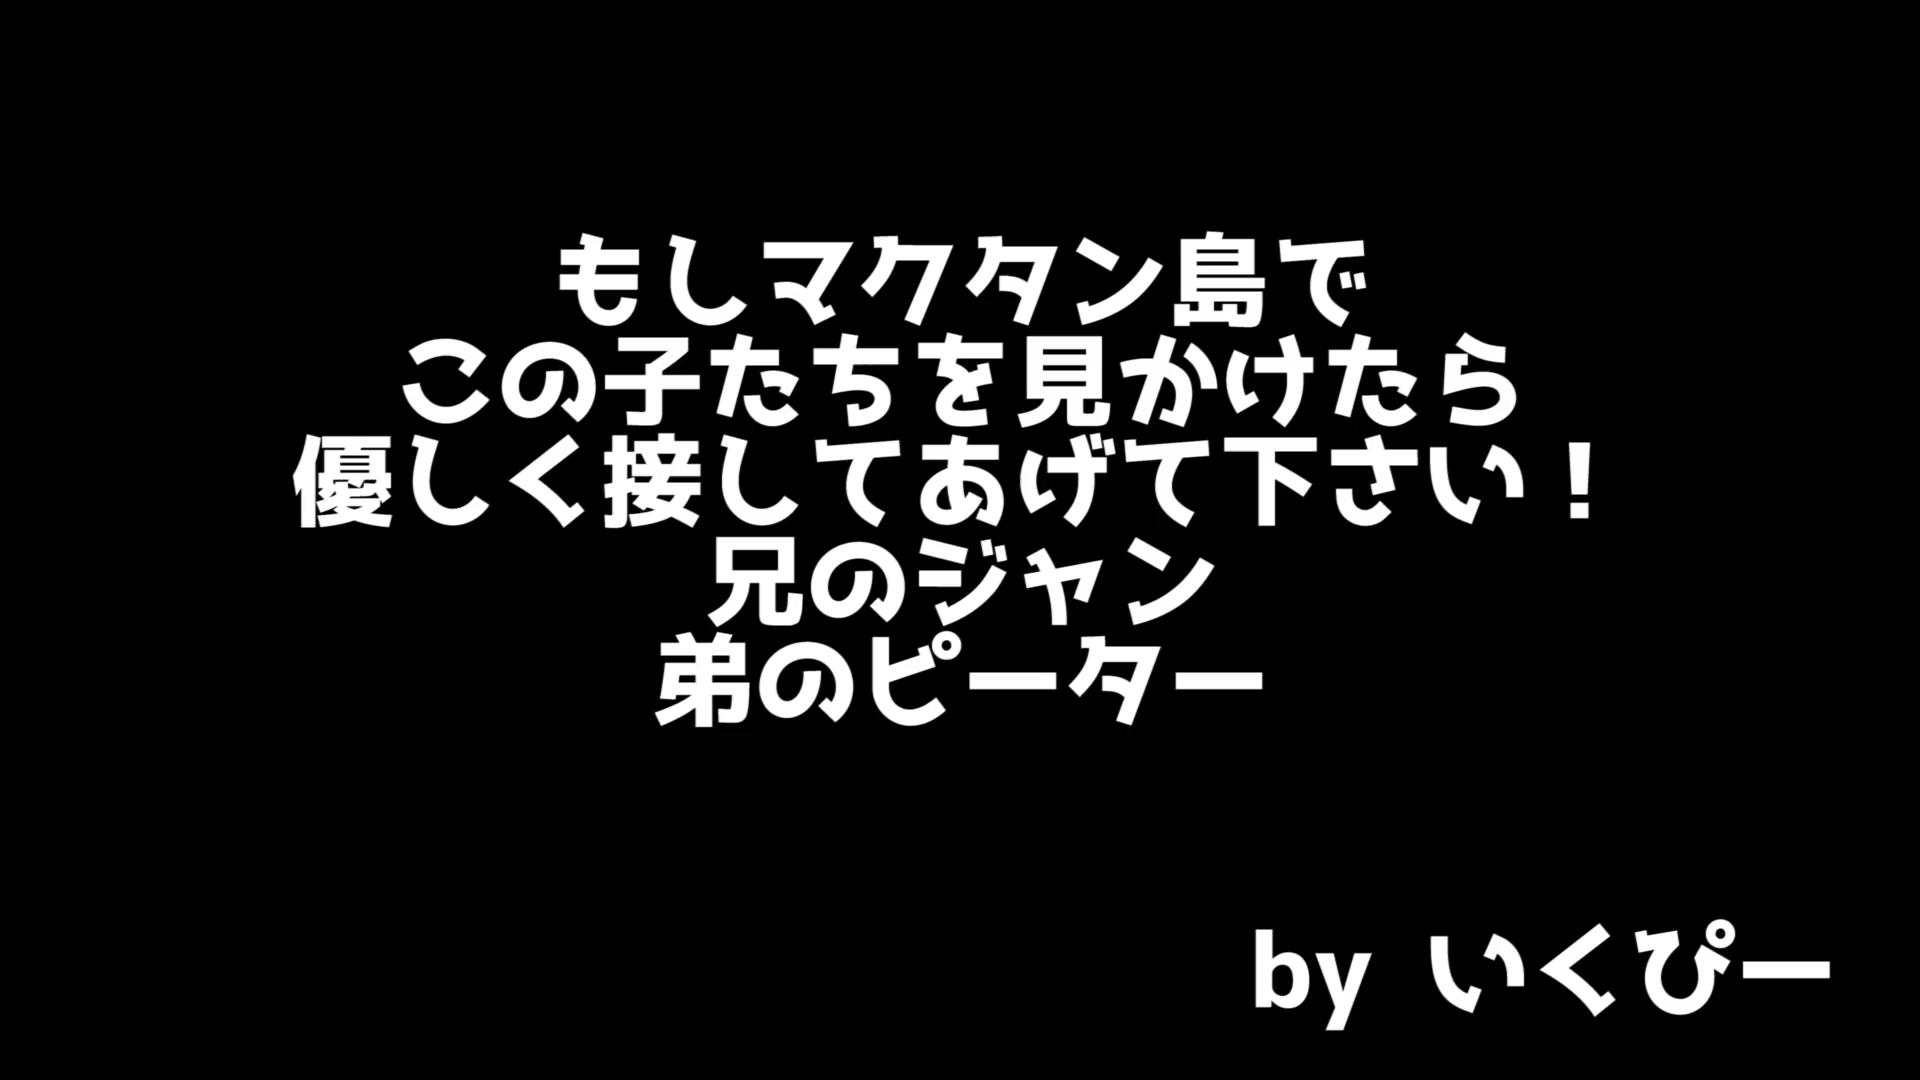 もしマクタン島で
この子たちを見かけたら
優しく接してあげて下さい！
兄のジャン
弟のピーター
by いくぴー